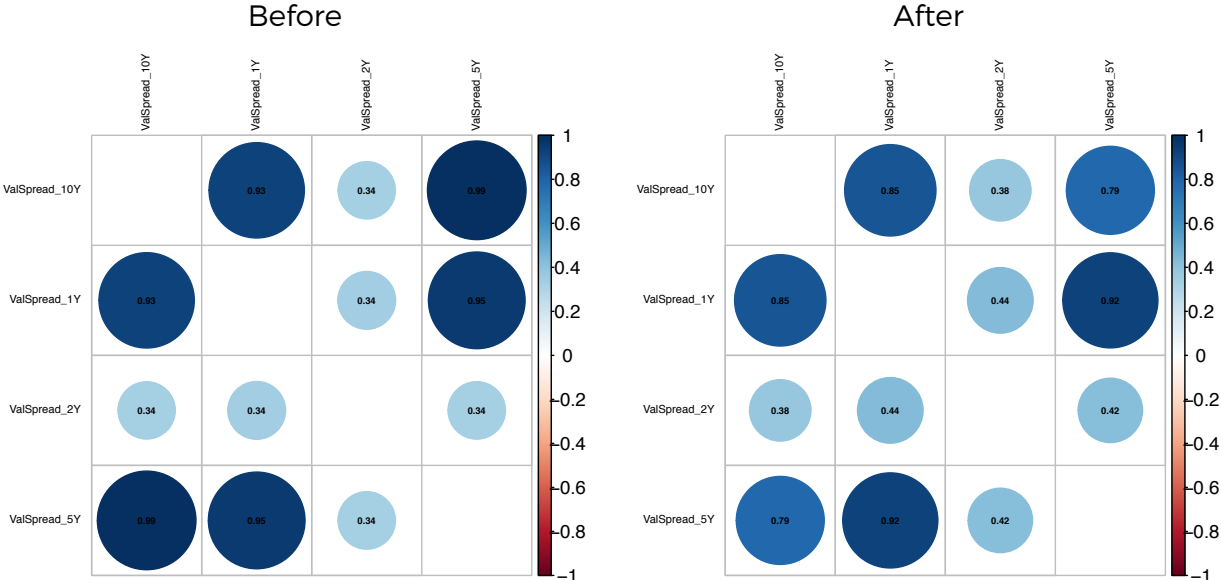 Before
ValSpread_10Y
ValSpread_1Y
ValSpread_2Y
ValSpread_5Y
ValSpread_10Y
0.93
0.34
0.99
ValSpread_1Y
0.93
0.34
0.95
ValSpread_2Y
0.34
0.34
0.34
ValSpread_5Y
0.99
0.95
0.34
1
0.8
0.6
0.4
0.2
0
−0.2
−0.4
−0.6
−0.8
−1
After
ValSpread_10Y
ValSpread_1Y
ValSpread_2Y
ValSpread_5Y
ValSpread_10Y
0.85
0.38
0.79
ValSpread_1Y
0.85
0.44
0.92
ValSpread_2Y
0.38
0.44
0.42
ValSpread_5Y
0.79
0.92
0.42
1
0.8
0.6
0.4
0.2
0
−0.2
−0.4
−0.6
−0.8
−1